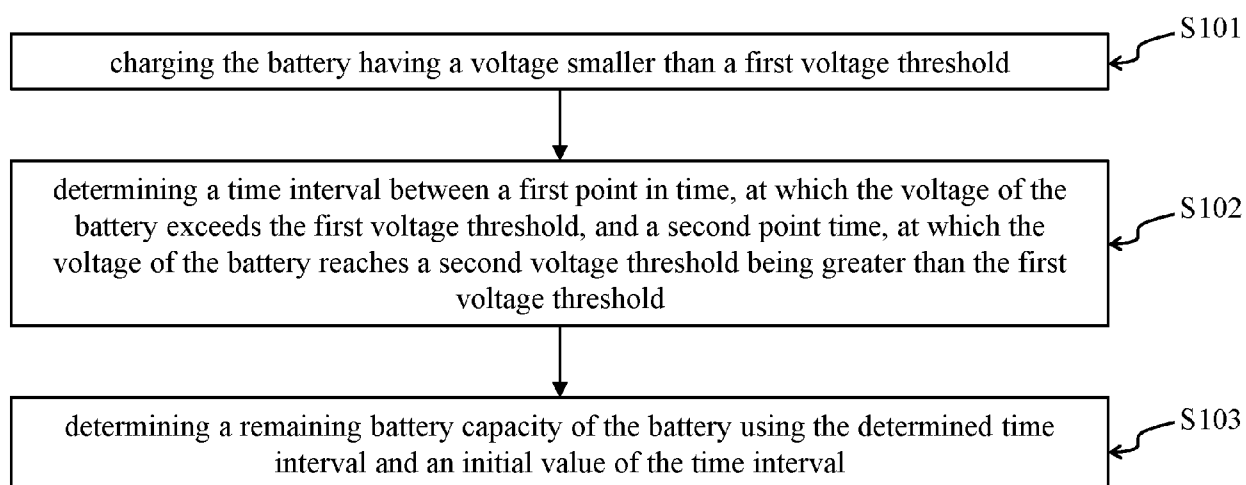 S101
charging the battery having a voltage smaller than a first voltage threshold
determining a time interval between a first point in time, at which the voltage of the
battery exceeds the first voltage threshold, and a second point time, at which the
voltage of the battery reaches a second voltage threshold being greater than the first
voltage threshold
S102
determining a remaining battery capacity of the battery using the determined time
interval and an initial value of the time interval
S103